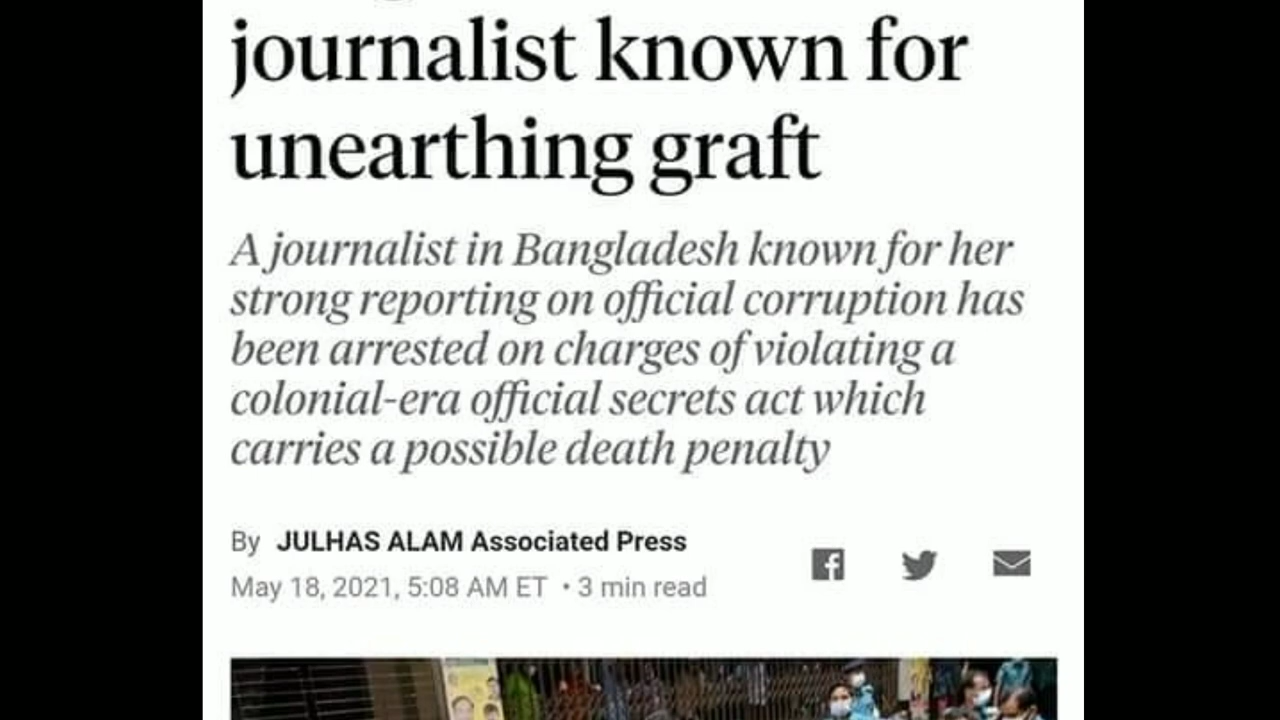 journalist known for
unearthing graft
A journalist in Bangladesh known for her
strong reporting on official corruption has
been arrested on charges of violating a
colonial-era official secrets act which
carries a possible death penalty
By JULHAS ALAM Associated Press
May 18, 2021, 5:08 AM ET • 3 min read